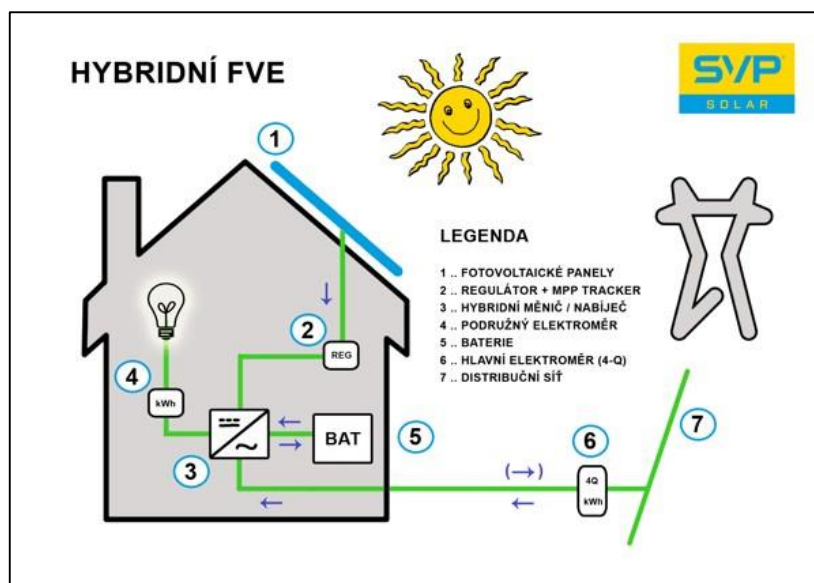 HYBRIDNÍ FVE
SVP
SOLAR
1
LEGENDA
1 .. FOTOVOLTAICKÉ PANELY
2 .. REGULÁTOR + MPP TRACKER
3 .. HYBRIDNÍ MĚNIČ / NABÍJEČ
4 .. PODRUŽNÝ ELEKTROMĚR
5 .. BATERIE
6 .. HLAVNÍ ELEKTROMĚR (4-Q)
7 .. DISTRIBUČNÍ SÍŤ
2
REG
4
kWh
3
BAT
5
6
4Q
kWh
7